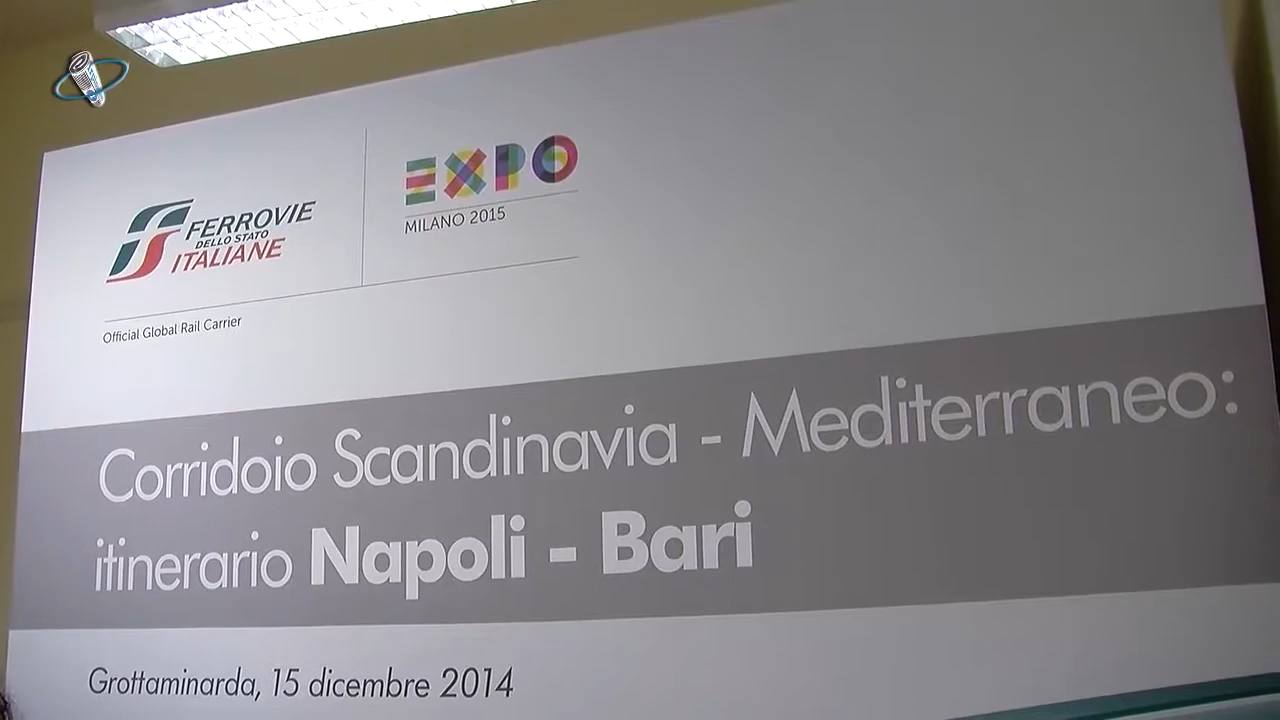 FERROVIE
DELLO STATO
ITALIANE
EXPO
MILANO 2015
Official Global Rail Carrier
Corridoio Scandinavia - Mediterraneo:
itinerario Napoli - Bari
Grottaminarda, 15 dicembre 2014